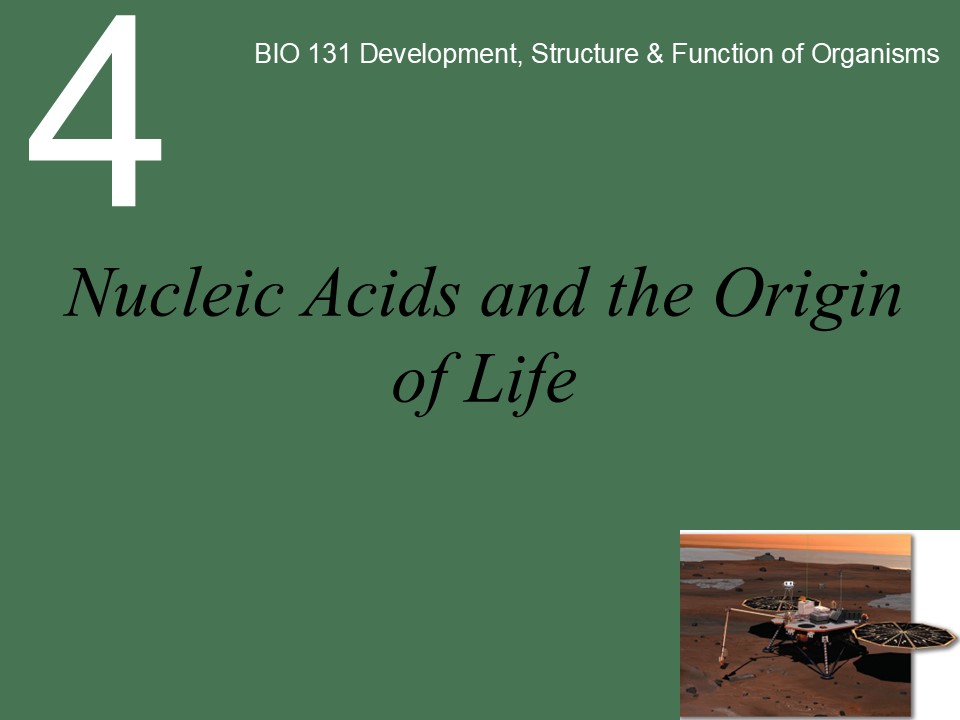 4
BIO 131 Development, Structure & Function of Organisms
Nucleic Acids and the Origin
of Life